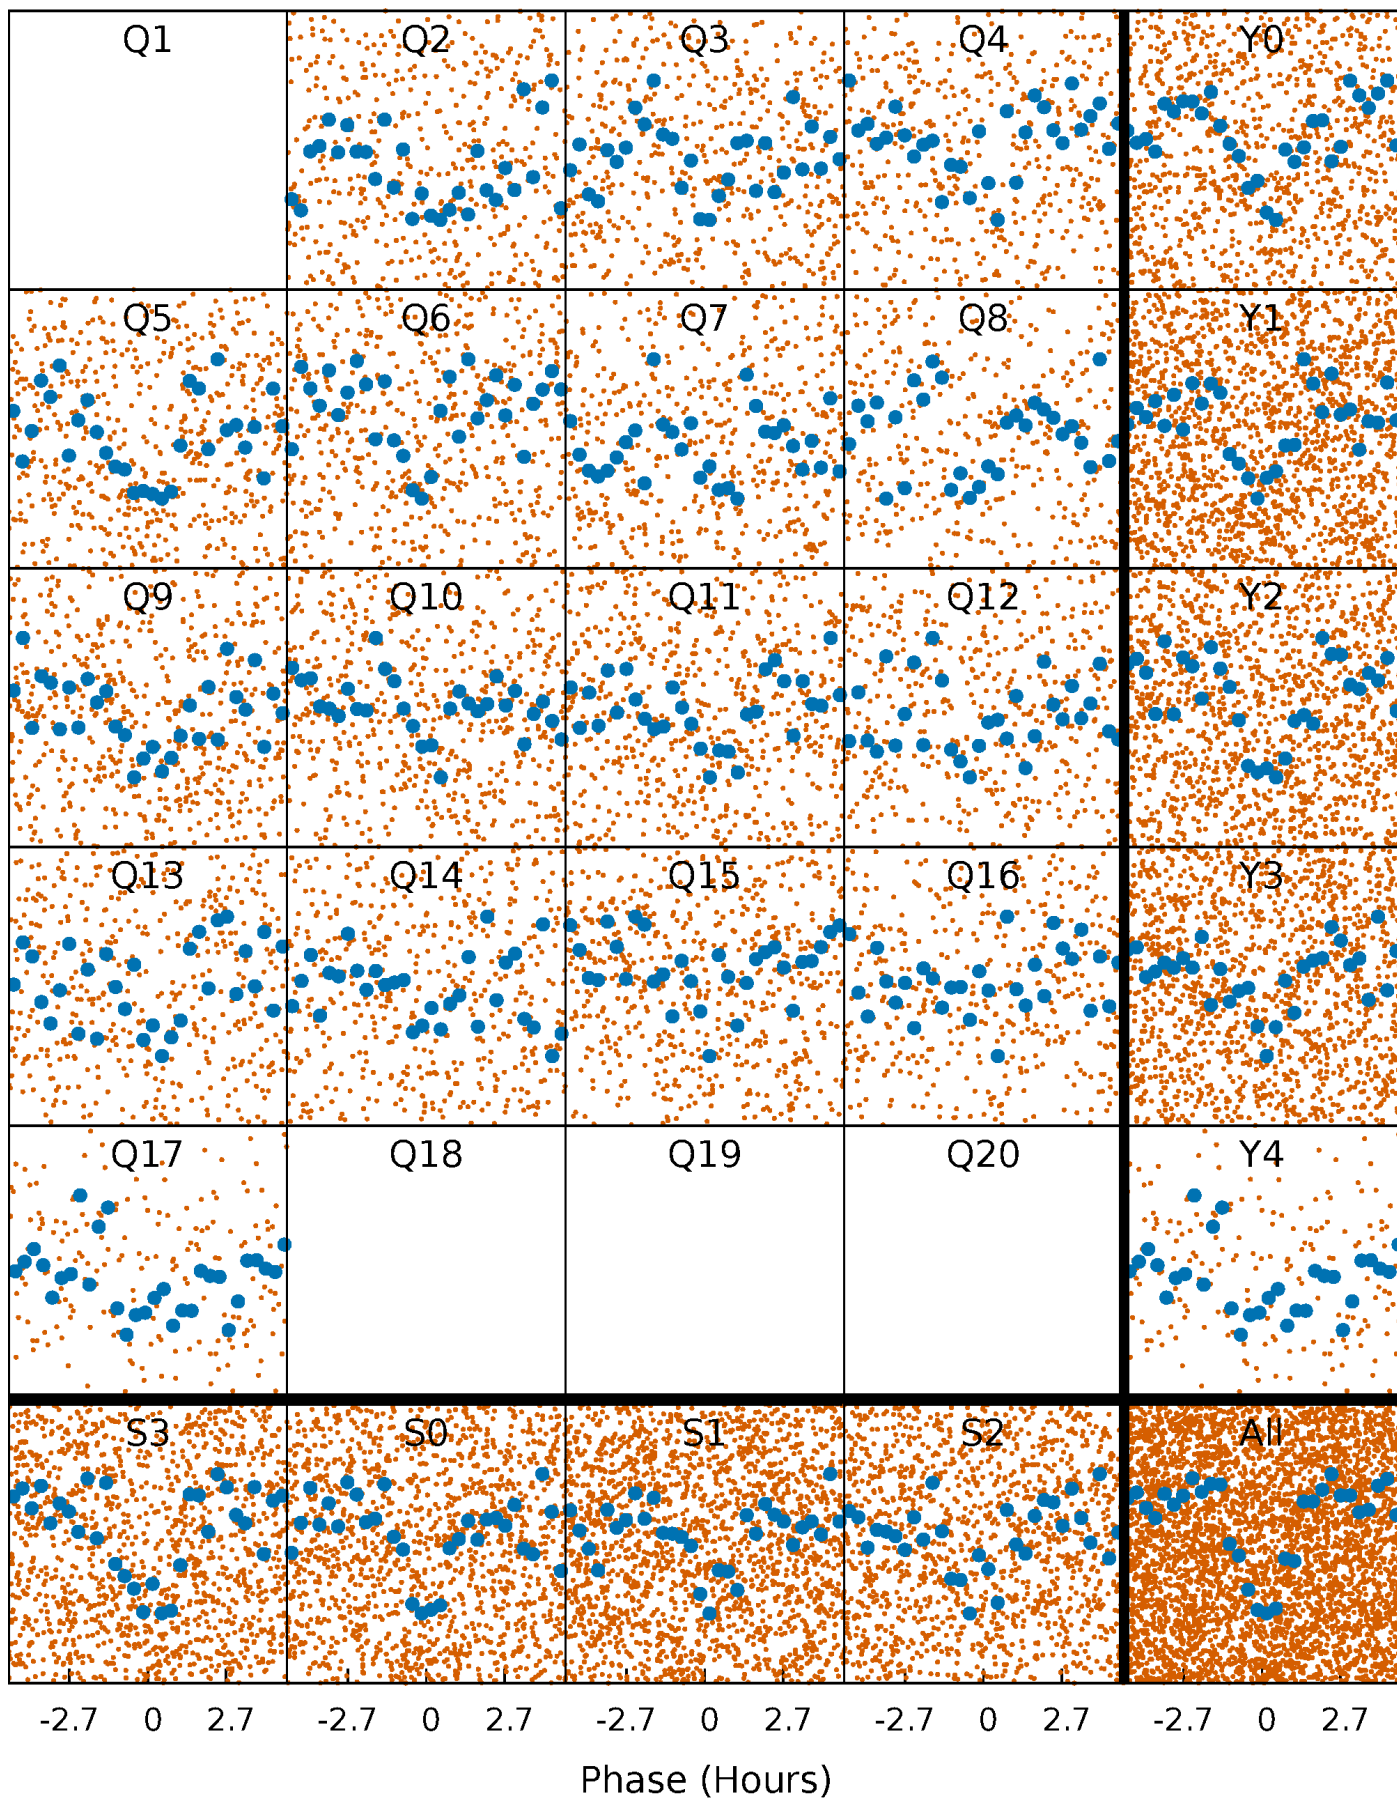 Q1 Q2 Q3 Q4 Y0
Q5 Q6 Q7 Q8 Y1
Q9 Q10 Q11 Q12 Y2
Q13 Q14 Q15 Q16 Y3
Q17 Q18 Q19 Q20 Y4
S3 S0 S1 S2 All
-2.7 0 2.7 -2.7 0 2.7 -2.7 0 2.7 -2.7 0 2.7 -2.7 0 2.7
Phase (Hours)